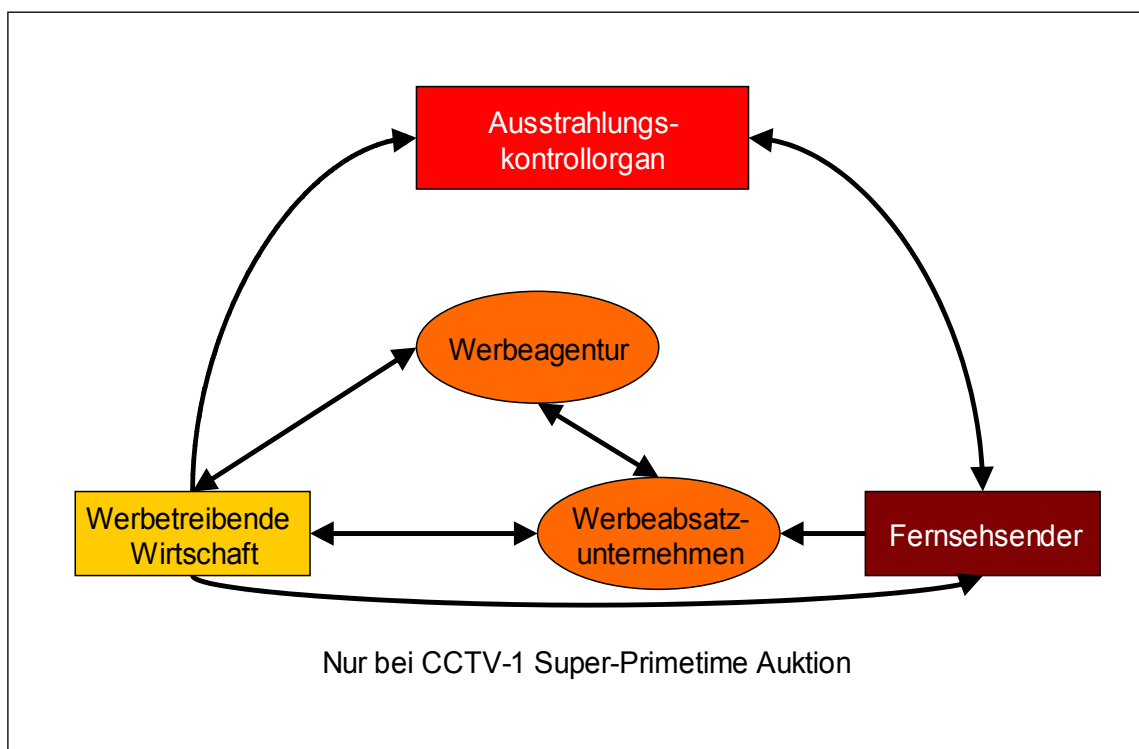 Ausstrahlungs-
kontrollorgan
Werbeagentur
Werbetreibende
Wirtschaft
Werbeabsatz-
unternehmen
Fernsehsender
Nur bei CCTV-1 Super-Primetime Auktion